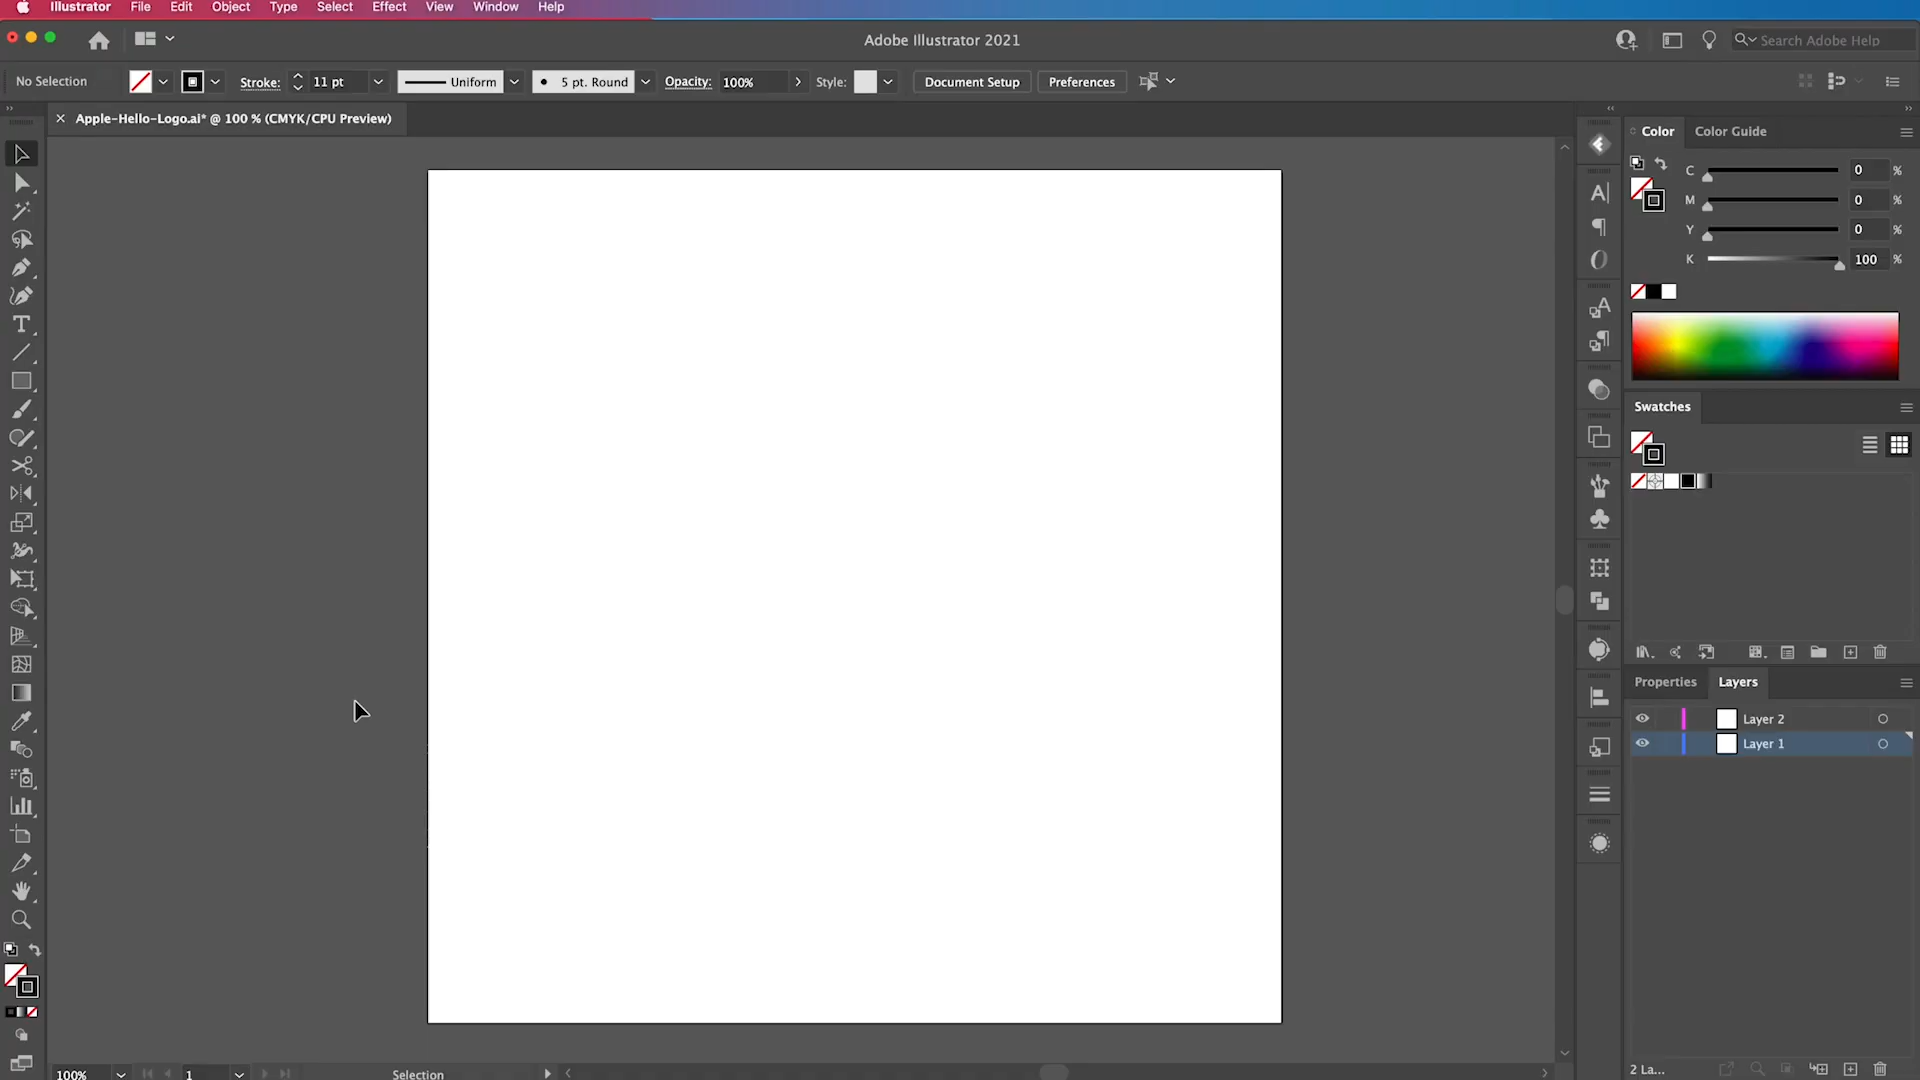 Illustrator File Edit Object Type Select Effect View Window Help
Adobe Illustrator 2021
Search Adobe Help
No Selection Stroke: 11 pt Uniform 5 pt. Round Opacity: 100% Style: Document Setup Preferences
Apple-Hello-Logo.ai* @ 100 % (CMYK/CPU Preview)
Color Color Guide
C 0 %
M 0 %
Y 0 %
K 100 %
Swatches
Properties Layers
Layer 2
Layer 1
2 La...
100% 1 Selection